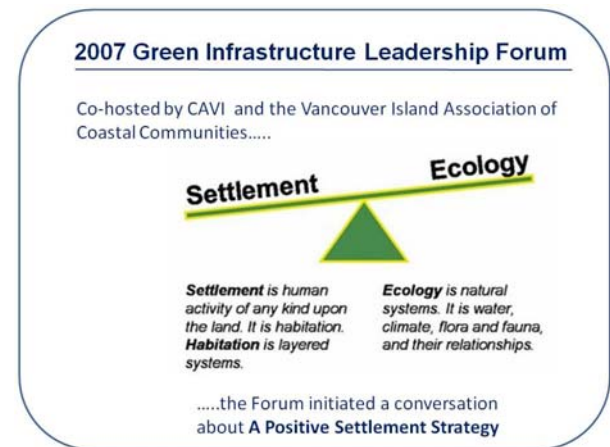 2007 Green Infrastructure Leadership Forum
Co-hosted by CAVI and the Vancouver Island Association of
Coastal Communities.....
Settlement
Ecology
Settlement is human
activity of any kind upon
the land. It is habitation.
Habitation is layered
systems.
Ecology is natural
systems. It is water,
climate, flora and fauna,
and their relationships.
.....the Forum initiated a conversation
about A Positive Settlement Strategy